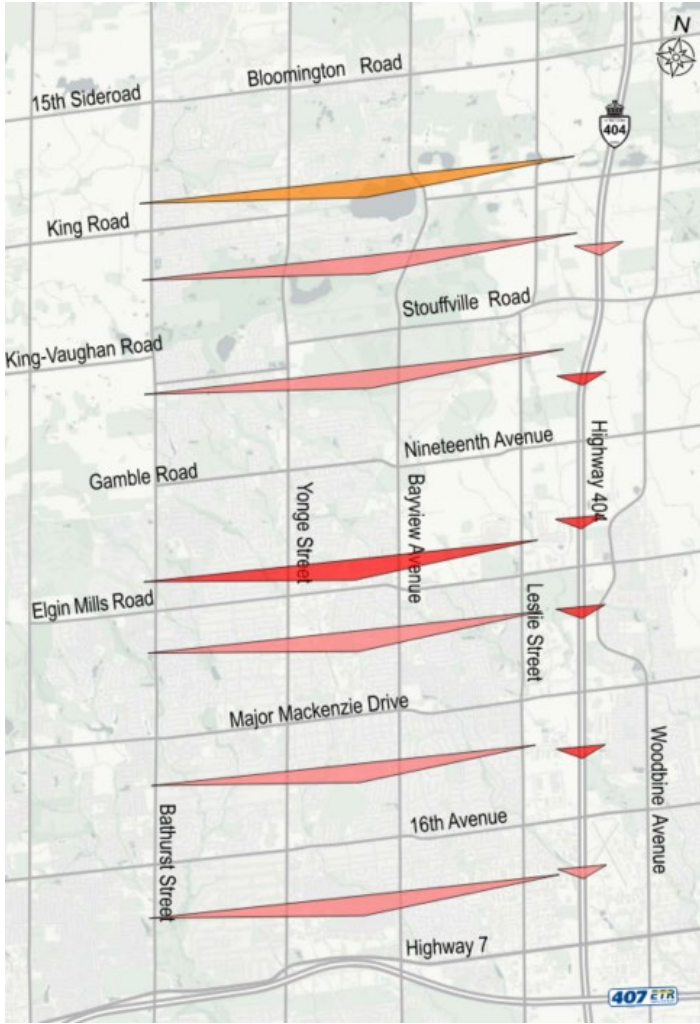 N
Bloomington Road
15th Sideroad
404
King Road
Stouffville Road
King-Vaughan Road
Nineteenth Avenue
Highway 404
Gamble Road
Yonge Street
Bayview Avenue
Elgin Mills Road
Leslie Street
Major Mackenzie Drive
Woodbine Avenue
16th Avenue
Bathurst Street
Highway 7
407 ETR